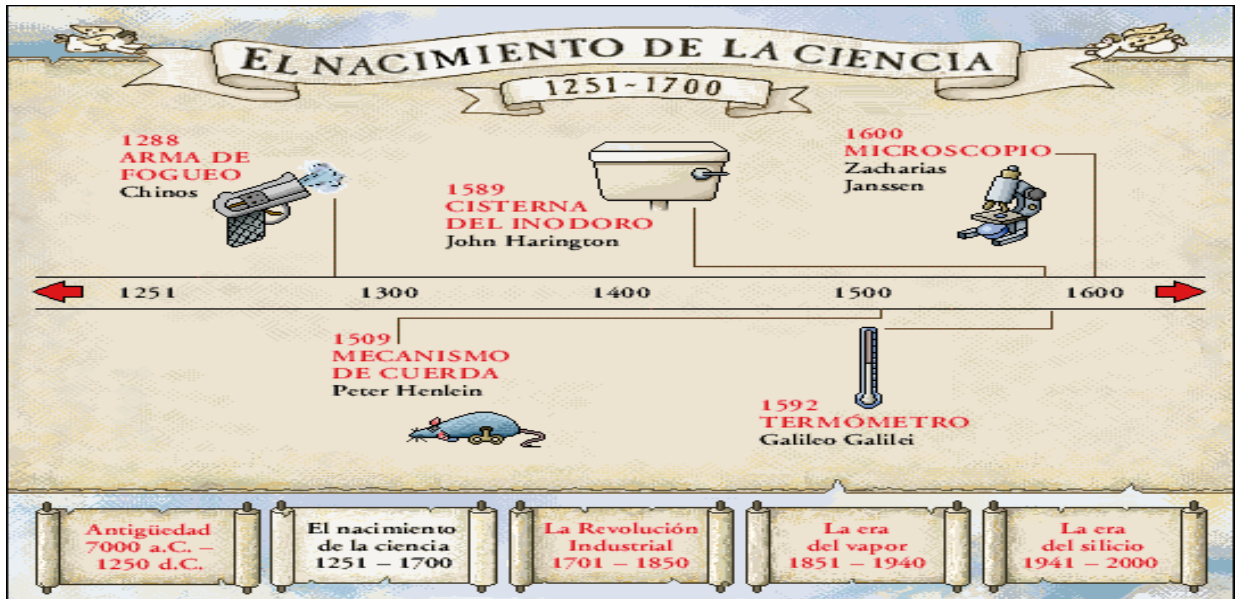 EL NACIMIENTO DE LA CIENCIA
1251~1700
1288
ARMA DE
FOGUEO
Chinos
1589
CISTERNA
DEL INODORO
John Harington
1600
MICROSCOPIO
Zacharias
Janssen
1251 1300 1400 1500 1600
1509
MECANISMO
DE CUERDA
Peter Henlein
1592
TERMÓMETRO
Galileo Galilei
Antigüedad
7000 a.C. –
1250 d.C.
El nacimiento
de la ciencia
1251 – 1700
La Revolución
Industrial
1701 – 1850
La era
del vapor
1851 – 1940
La era
del silicio
1941 – 2000